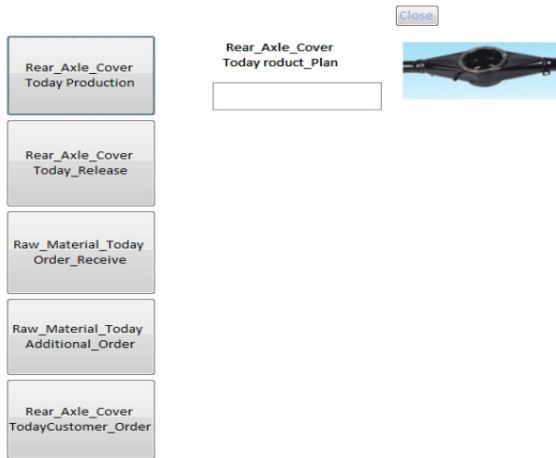 Close
Rear_Axle_Cover
Today Production
Rear_Axle_Cover
Today roduct_Plan
Rear_Axle_Cover
Today_Release
Raw_Material_Today
Order_Receive
Raw_Material_Today
Additional_Order
Rear_Axle_Cover
TodayCustomer_Order